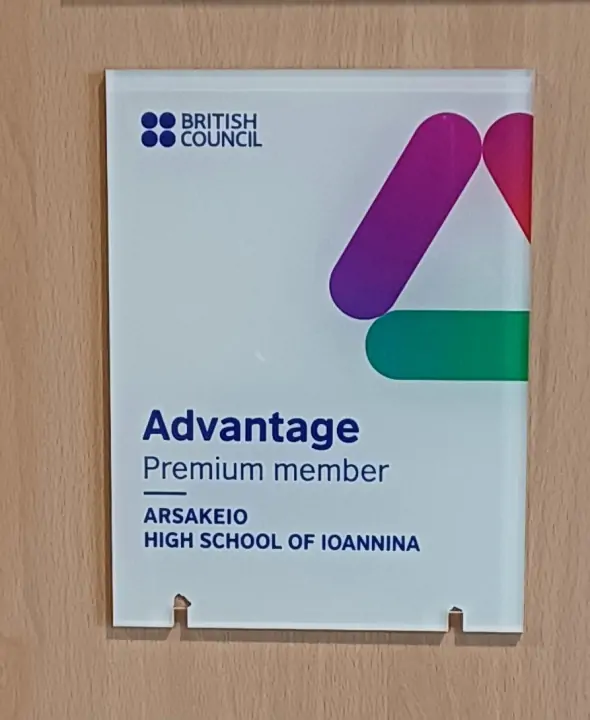 BRITISH
COUNCIL
Advantage
Premium member
ARSAKEIO
HIGH SCHOOL OF IOANNINA